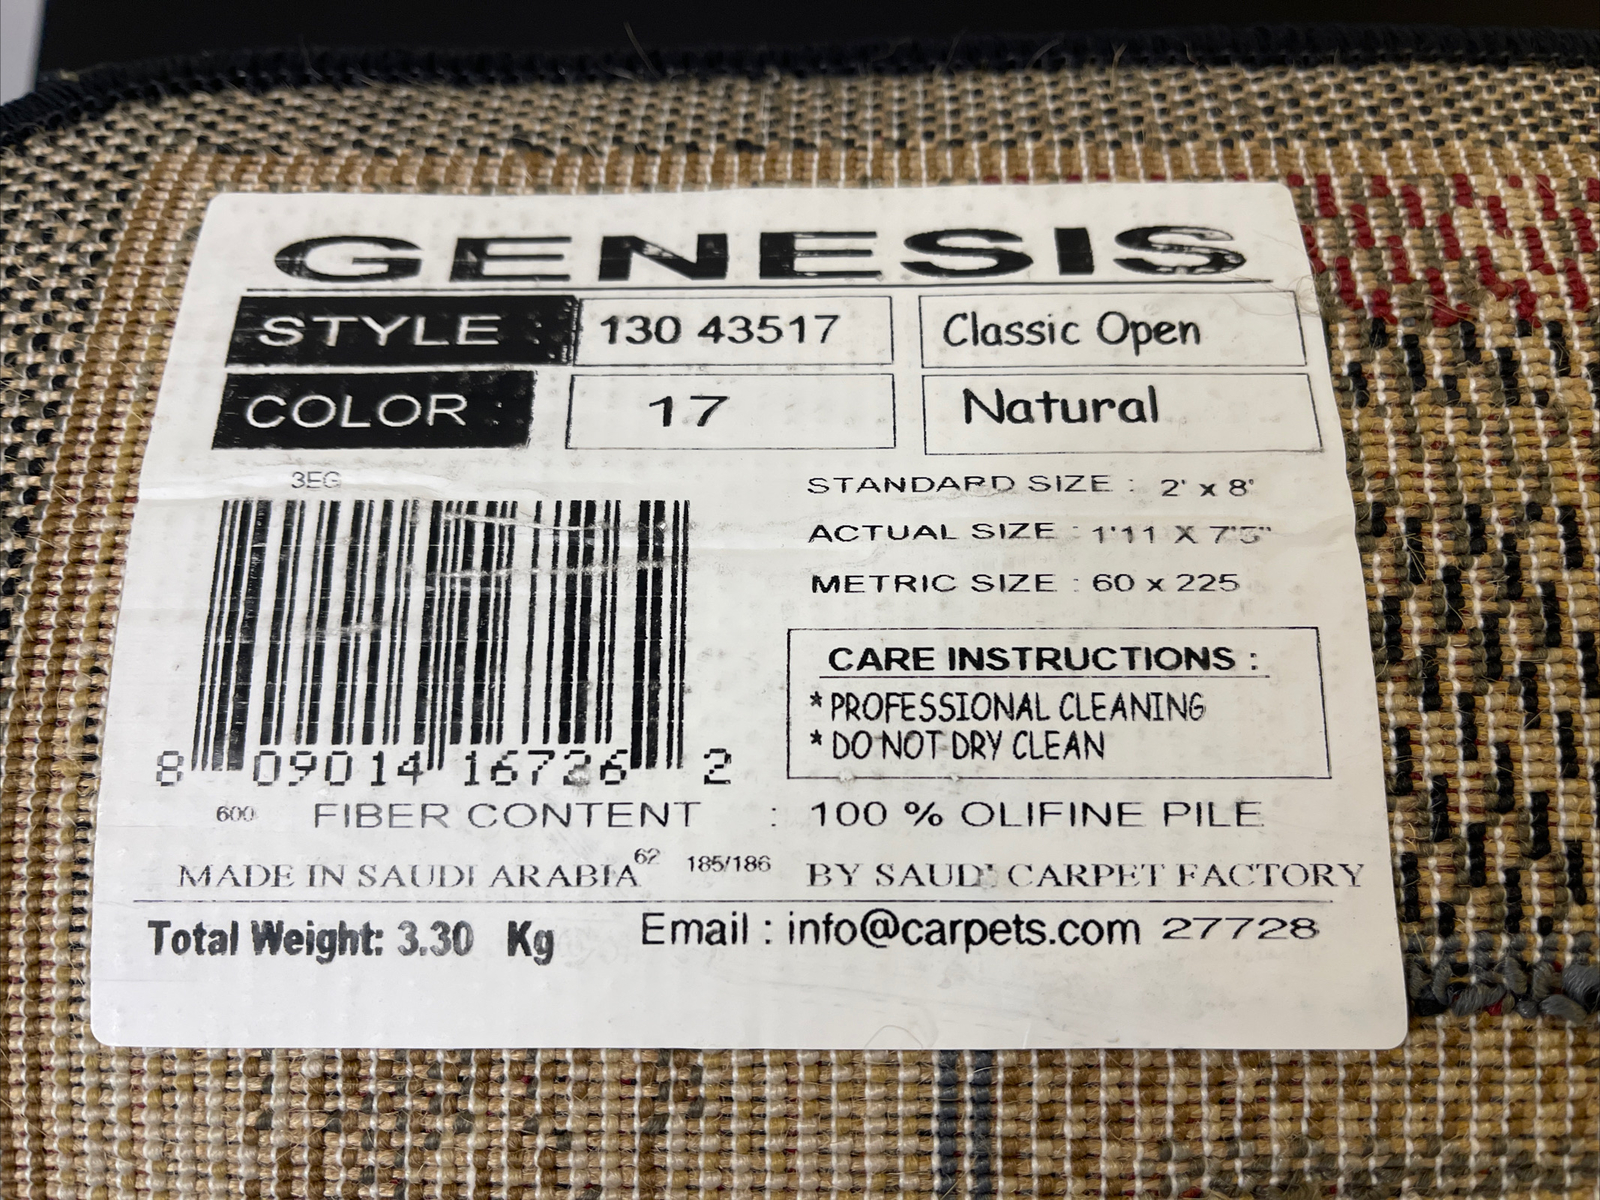 GENESIS
STYLE : 130 43517 Classic Open
COLOR : 17 Natural
3EG
STANDARD SIZE : 2' x 8'
ACTUAL SIZE : 1'11 X 7'5"
METRIC SIZE : 60 x 225
CARE INSTRUCTIONS :
* PROFESSIONAL CLEANING
* DO NOT DRY CLEAN
8 09014 16726 2
600 FIBER CONTENT : 100 % OLIFINE PILE
MADE IN SAUDI ARABIA 62 185/186 BY SAUDI CARPET FACTORY
Total Weight: 3.30 Kg Email : info@carpets.com 27728